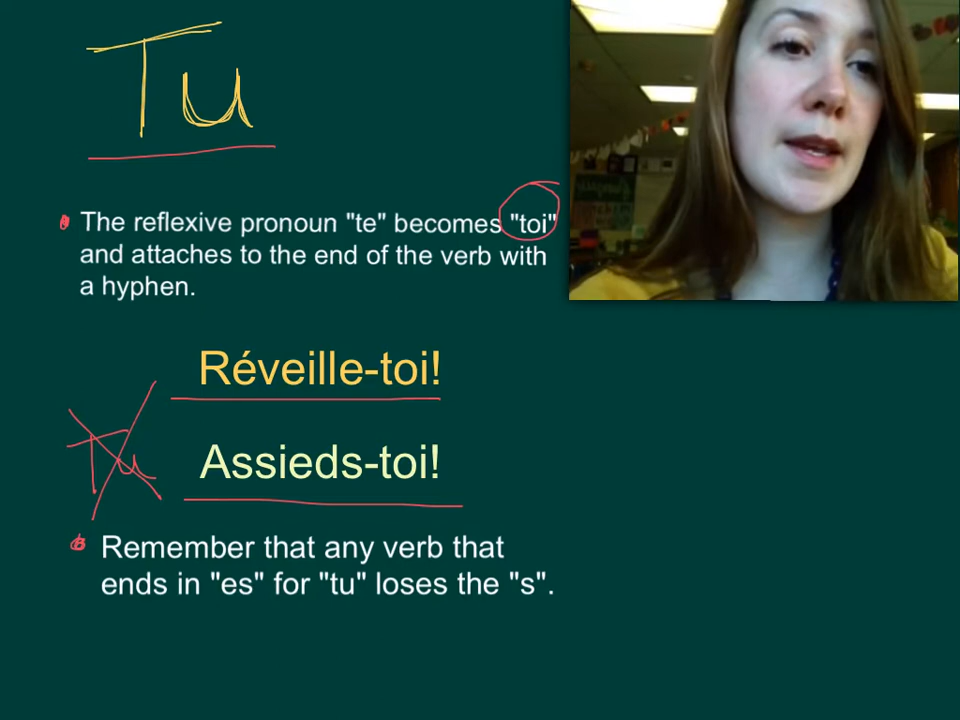 Tu
The reflexive pronoun "te" becomes "toi"
and attaches to the end of the verb with
a hyphen.
Réveille-toi!
Tu
Assieds-toi!
Remember that any verb that
ends in "es" for "tu" loses the "s".